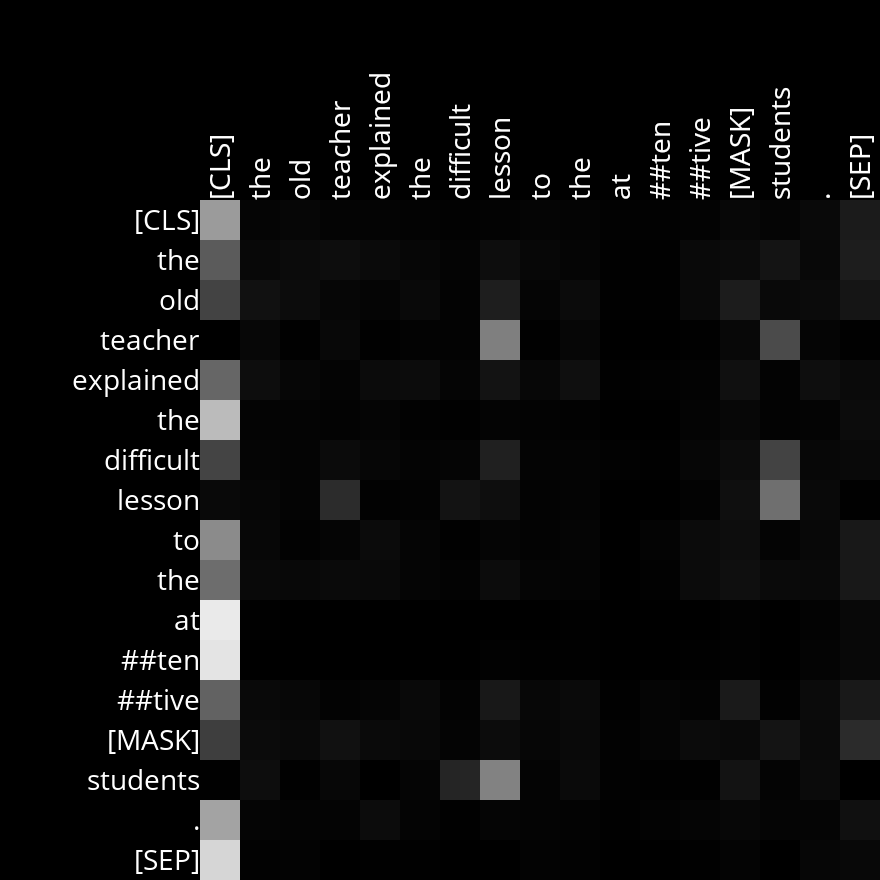 [CLS] the old teacher explained the difficult lesson to the at ##ten ##tive [MASK] students . [SEP]
[CLS]
the
old
teacher
explained
the
difficult
lesson
to
the
at
##ten
##tive
[MASK]
students
.
[SEP]